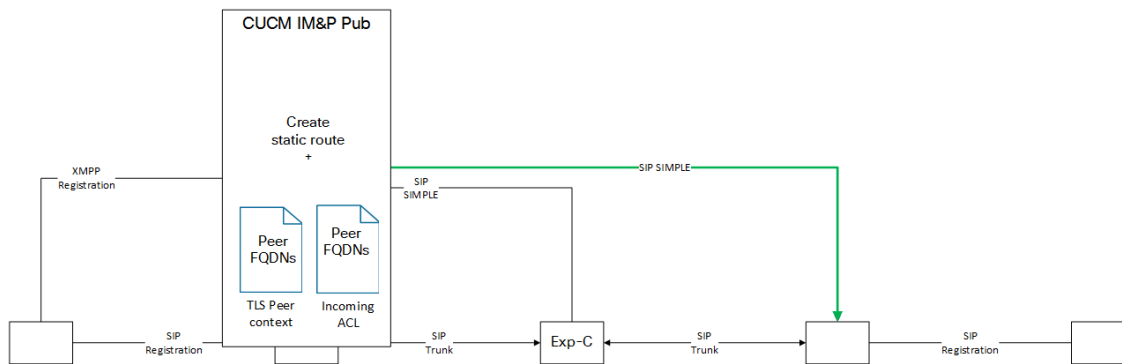 CUCM IM&P Pub
Create
static route
+
XMPP
Registration
SIP SIMPLE
SIP
SIMPLE
Peer
FQDNs
Peer
FQDNs
TLS Peer
context
Incoming
ACL
SIP
Registration
SIP
Trunk
Exp-C
SIP
Trunk
SIP
Registration